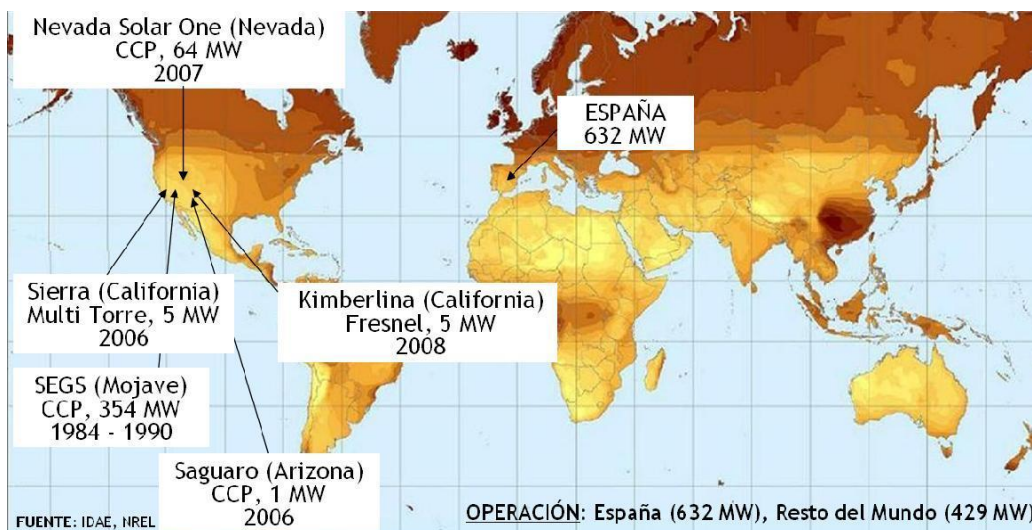 Nevada Solar One (Nevada)
CCP, 64 MW
2007
ESPAÑA
632 MW
Sierra (California)
Multi Torre, 5 MW
2006
Kimberlina (California)
Fresnel, 5 MW
2008
SEGS (Mojave)
CCP, 354 MW
1984 - 1990
Saguaro (Arizona)
CCP, 1 MW
2006
FUENTE: IDAE, NREL
OPERACIÓN: España (632 MW), Resto del Mundo (429 MW